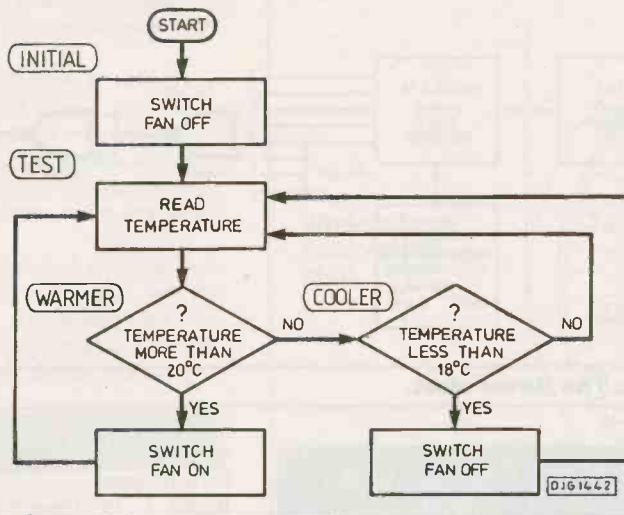 START
INITIAL
SWITCH
FAN OFF
TEST
READ
TEMPERATURE
WARMER
?
TEMPERATURE
MORE THAN
20°C
NO
COOLER
?
TEMPERATURE
LESS THAN
18°C
NO
YES
YES
SWITCH
FAN ON
SWITCH
FAN OFF
DJG1442